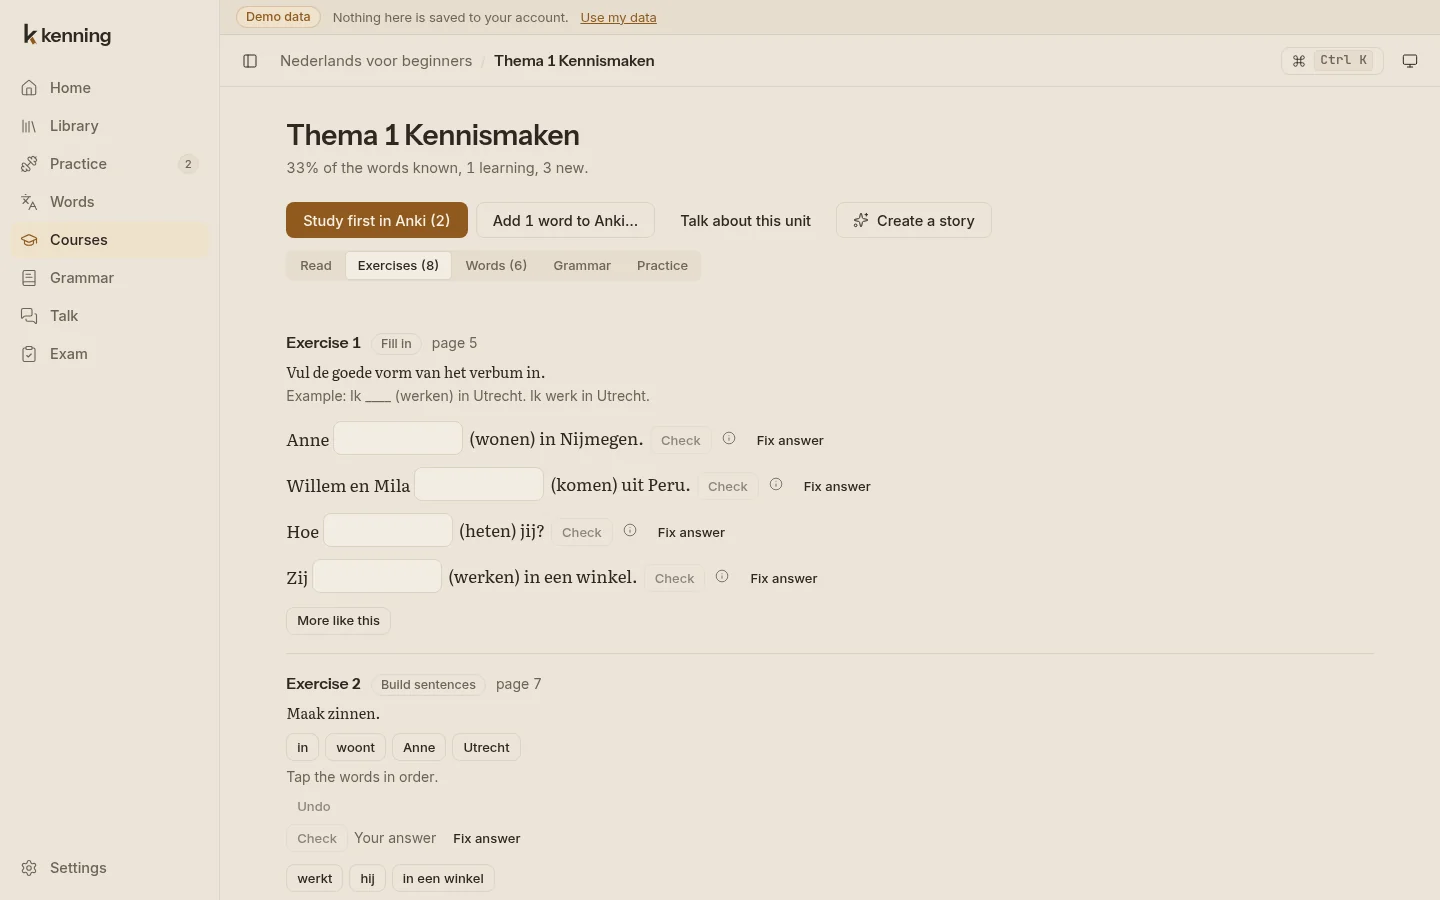 Demo data Nothing here is saved to your account. Use my data
kenning
Nederlands voor beginners / Thema 1 Kennismaken
⌘ Ctrl K
Home
Library
Practice 2
Words
Courses
Grammar
Talk
Exam
Settings
Thema 1 Kennismaken
33% of the words known, 1 learning, 3 new.
Study first in Anki (2) Add 1 word to Anki... Talk about this unit Create a story
Read Exercises (8) Words (6) Grammar Practice
Exercise 1 Fill in page 5
Vul de goede vorm van het verbum in.
Example: Ik ___ (werken) in Utrecht. Ik werk in Utrecht.
Anne (wonen) in Nijmegen. Check Fix answer
Willem en Mila (komen) uit Peru. Check Fix answer
Hoe (heten) jij? Check Fix answer
Zij (werken) in een winkel. Check Fix answer
More like this
Exercise 2 Build sentences page 7
Maak zinnen.
in woont Anne Utrecht
Tap the words in order.
Undo
Check Your answer Fix answer
werkt hij in een winkel